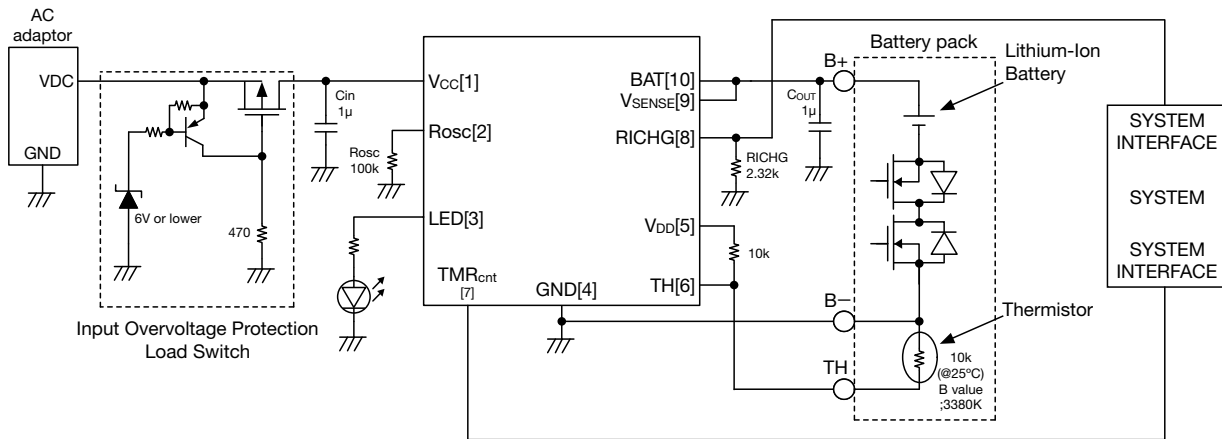 AC
adaptor
VDC
GND
6V or lower
470
Input Overvoltage Protection
Load Switch
Cin
1μ
Rosc
100k
VCC[1]
Rosc[2]
LED[3]
TMRcnt
[7]
GND[4]
BAT[10]
VSENSE[9]
RICHG[8]
VDD[5]
TH[6]
RICHG
2.32k
10k
COUT
1μ
B+
B−
TH
Battery pack
Lithium-Ion
Battery
Thermistor
10k
(@25°C)
B value
;3380K
SYSTEM
INTERFACE
SYSTEM
SYSTEM
INTERFACE